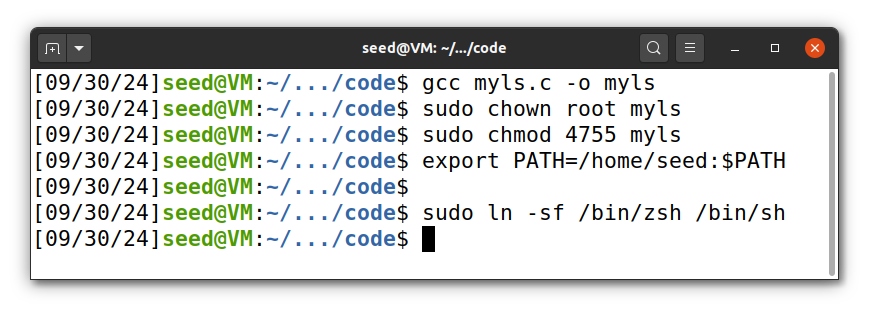 seed@VM: ~/.../code
[09/30/24]seed@VM:~/.../code$ gcc myls.c -o myls
[09/30/24]seed@VM:~/.../code$ sudo chown root myls
[09/30/24]seed@VM:~/.../code$ sudo chmod 4755 myls
[09/30/24]seed@VM:~/.../code$ export PATH=/home/seed:$PATH
[09/30/24]seed@VM:~/.../code$
[09/30/24]seed@VM:~/.../code$ sudo ln -sf /bin/zsh /bin/sh
[09/30/24]seed@VM:~/.../code$